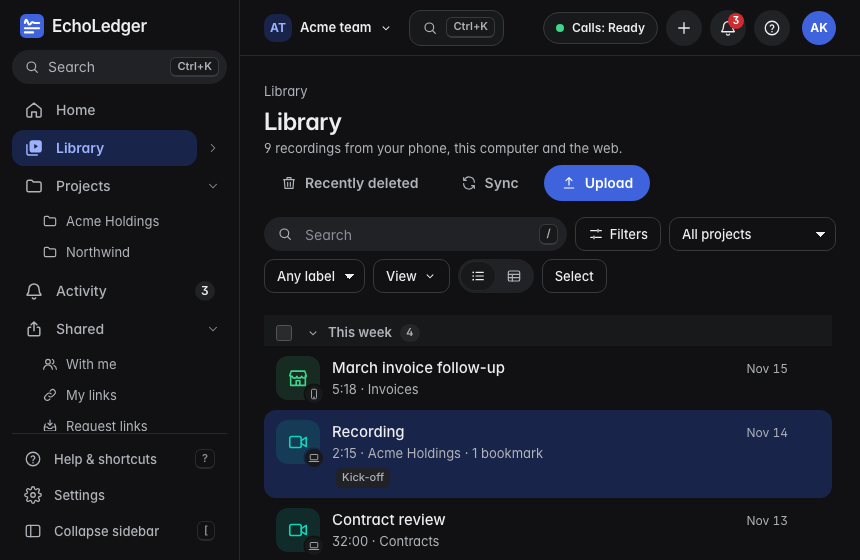 EchoLedger
Search Ctrl+K
Home
Library
Projects
Acme Holdings
Northwind
Activity 3
Shared
With me
My links
Request links
Help & shortcuts ?
Settings
Collapse sidebar [
AT Acme team Ctrl+K Calls: Ready 3 AK
Library
Library
9 recordings from your phone, this computer and the web.
Recently deleted Sync Upload
Search / Filters All projects
Any label View Select
This week 4
March invoice follow-up Nov 15
5:18 · Invoices
Recording Nov 14
2:15 · Acme Holdings · 1 bookmark
Kick-off
Contract review Nov 13
32:00 · Contracts